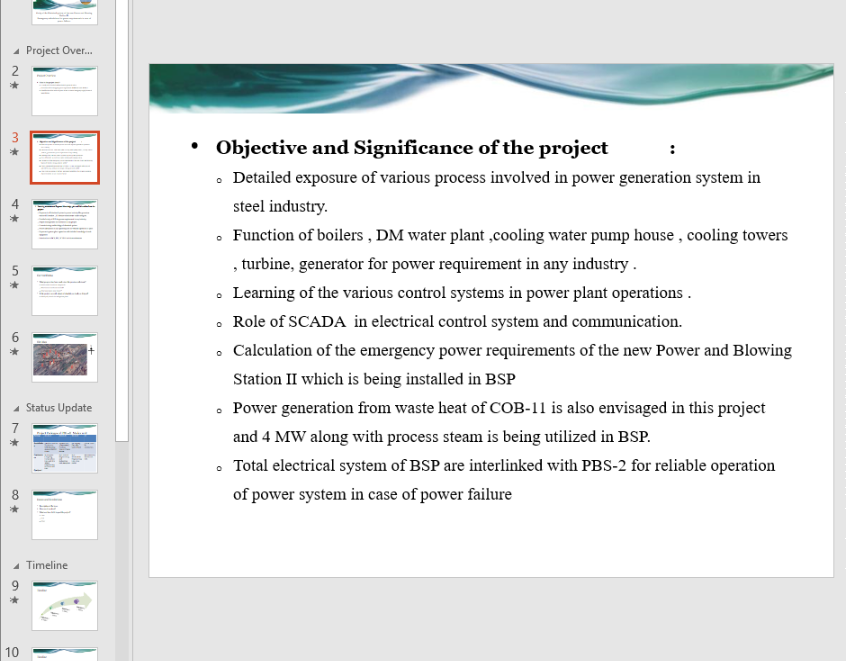 Project Over...
2
3
4
5
6
Status Update
7
8
Timeline
9
10
• Objective and Significance of the project :
o Detailed exposure of various process involved in power generation system in
steel industry.
o Function of boilers , DM water plant ,cooling water pump house , cooling towers
, turbine, generator for power requirement in any industry .
o Learning of the various control systems in power plant operations .
o Role of SCADA in electrical control system and communication.
o Calculation of the emergency power requirements of the new Power and Blowing
Station II which is being installed in BSP
o Power generation from waste heat of COB-11 is also envisaged in this project
and 4 MW along with process steam is being utilized in BSP.
o Total electrical system of BSP are interlinked with PBS-2 for reliable operation
of power system in case of power failure